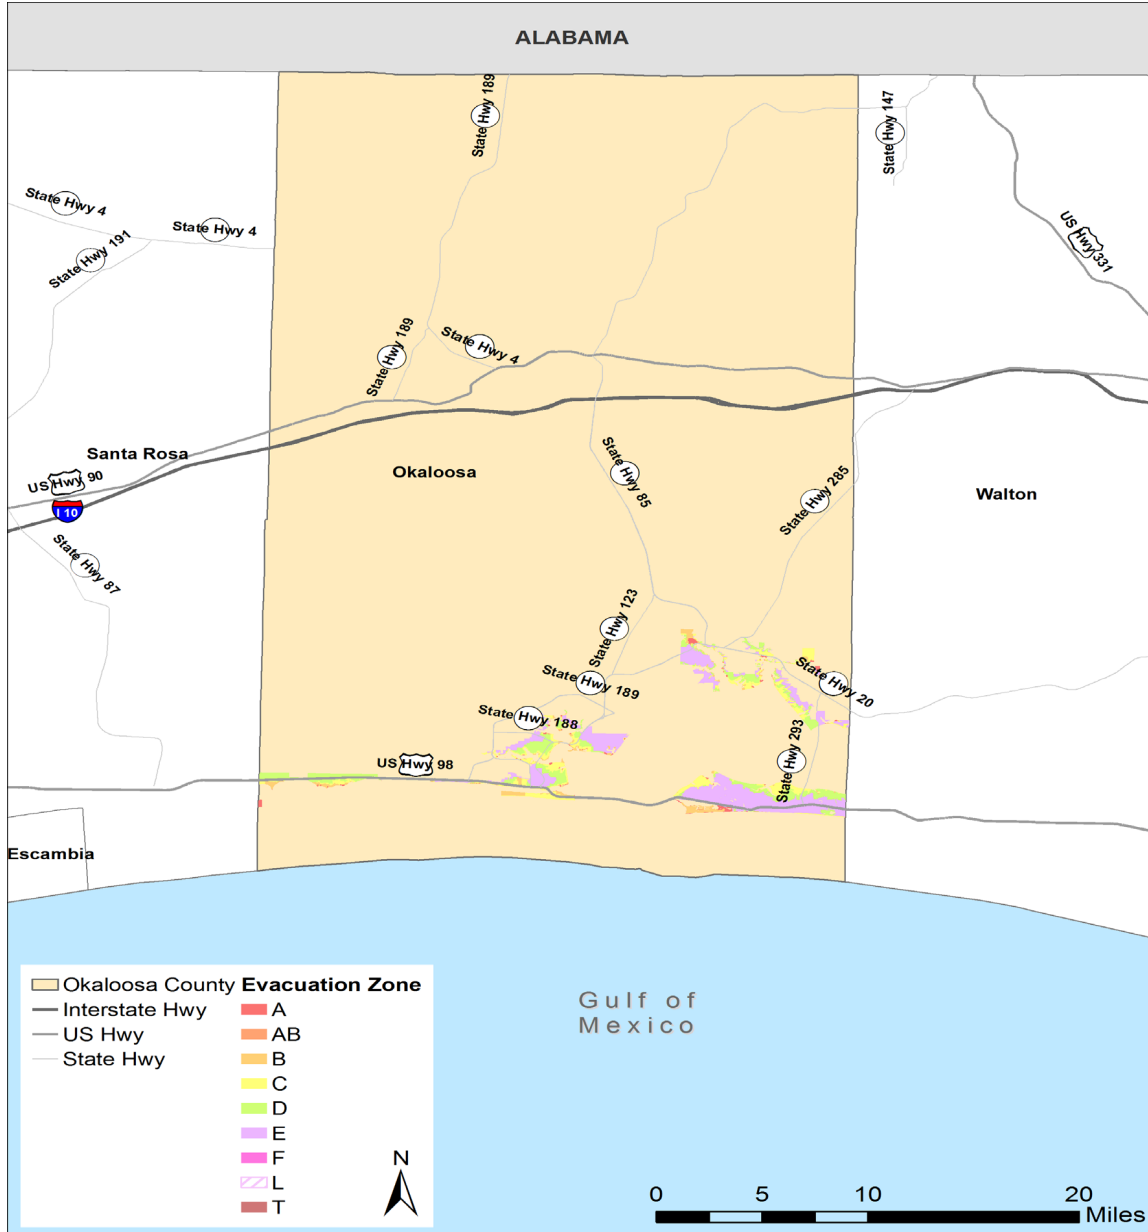 ALABAMA
State Hwy 189
State Hwy 147
State Hwy 4
State Hwy 4
State Hwy 191
US Hwy 331
State Hwy 189
State Hwy 4
Santa Rosa
US Hwy 90
I 10
Okaloosa
State Hwy 85
State Hwy 285
Walton
State Hwy 87
State Hwy 123
State Hwy 189
State Hwy 20
State Hwy 188
State Hwy 293
US Hwy 98
Escambia
Gulf of
Mexico
Okaloosa County
Interstate Hwy
US Hwy
State Hwy
Evacuation Zone
A
AB
B
C
D
E
F
L
T
N
0 5 10 20
Miles